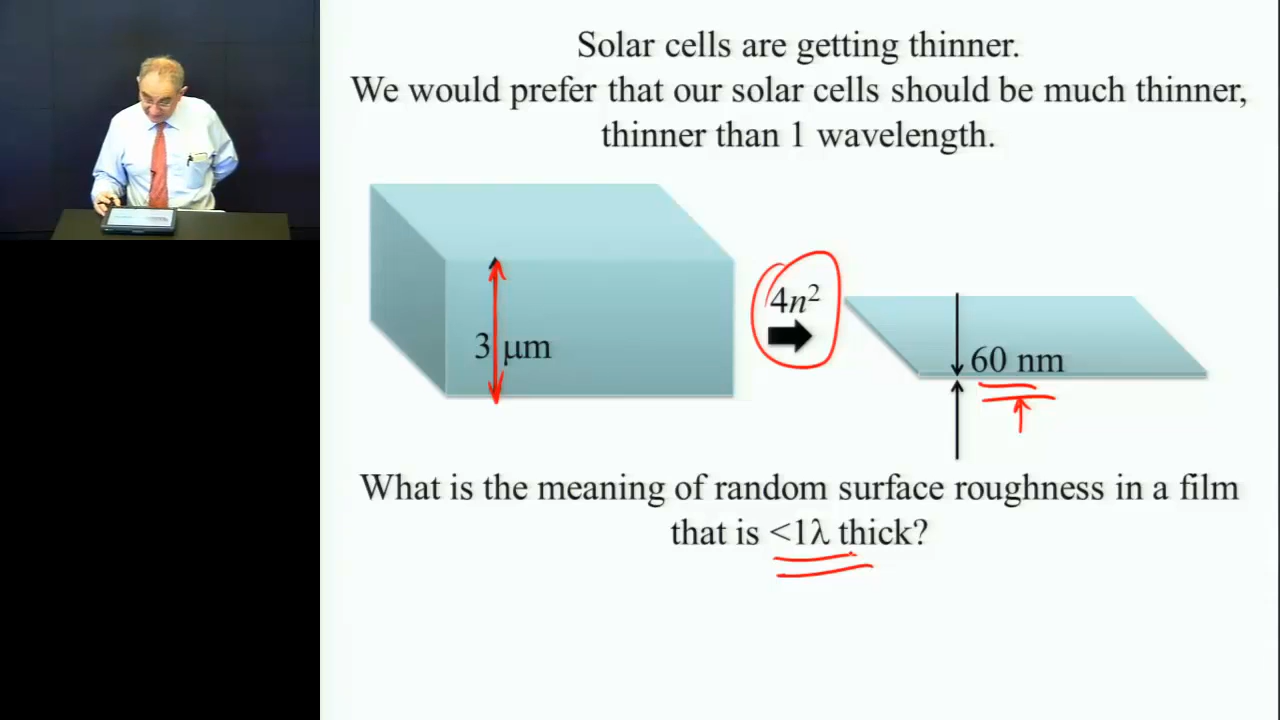 Solar cells are getting thinner.
We would prefer that our solar cells should be much thinner,
thinner than 1 wavelength.
4n²
3 μm
60 nm
What is the meaning of random surface roughness in a film
that is <1λ thick?